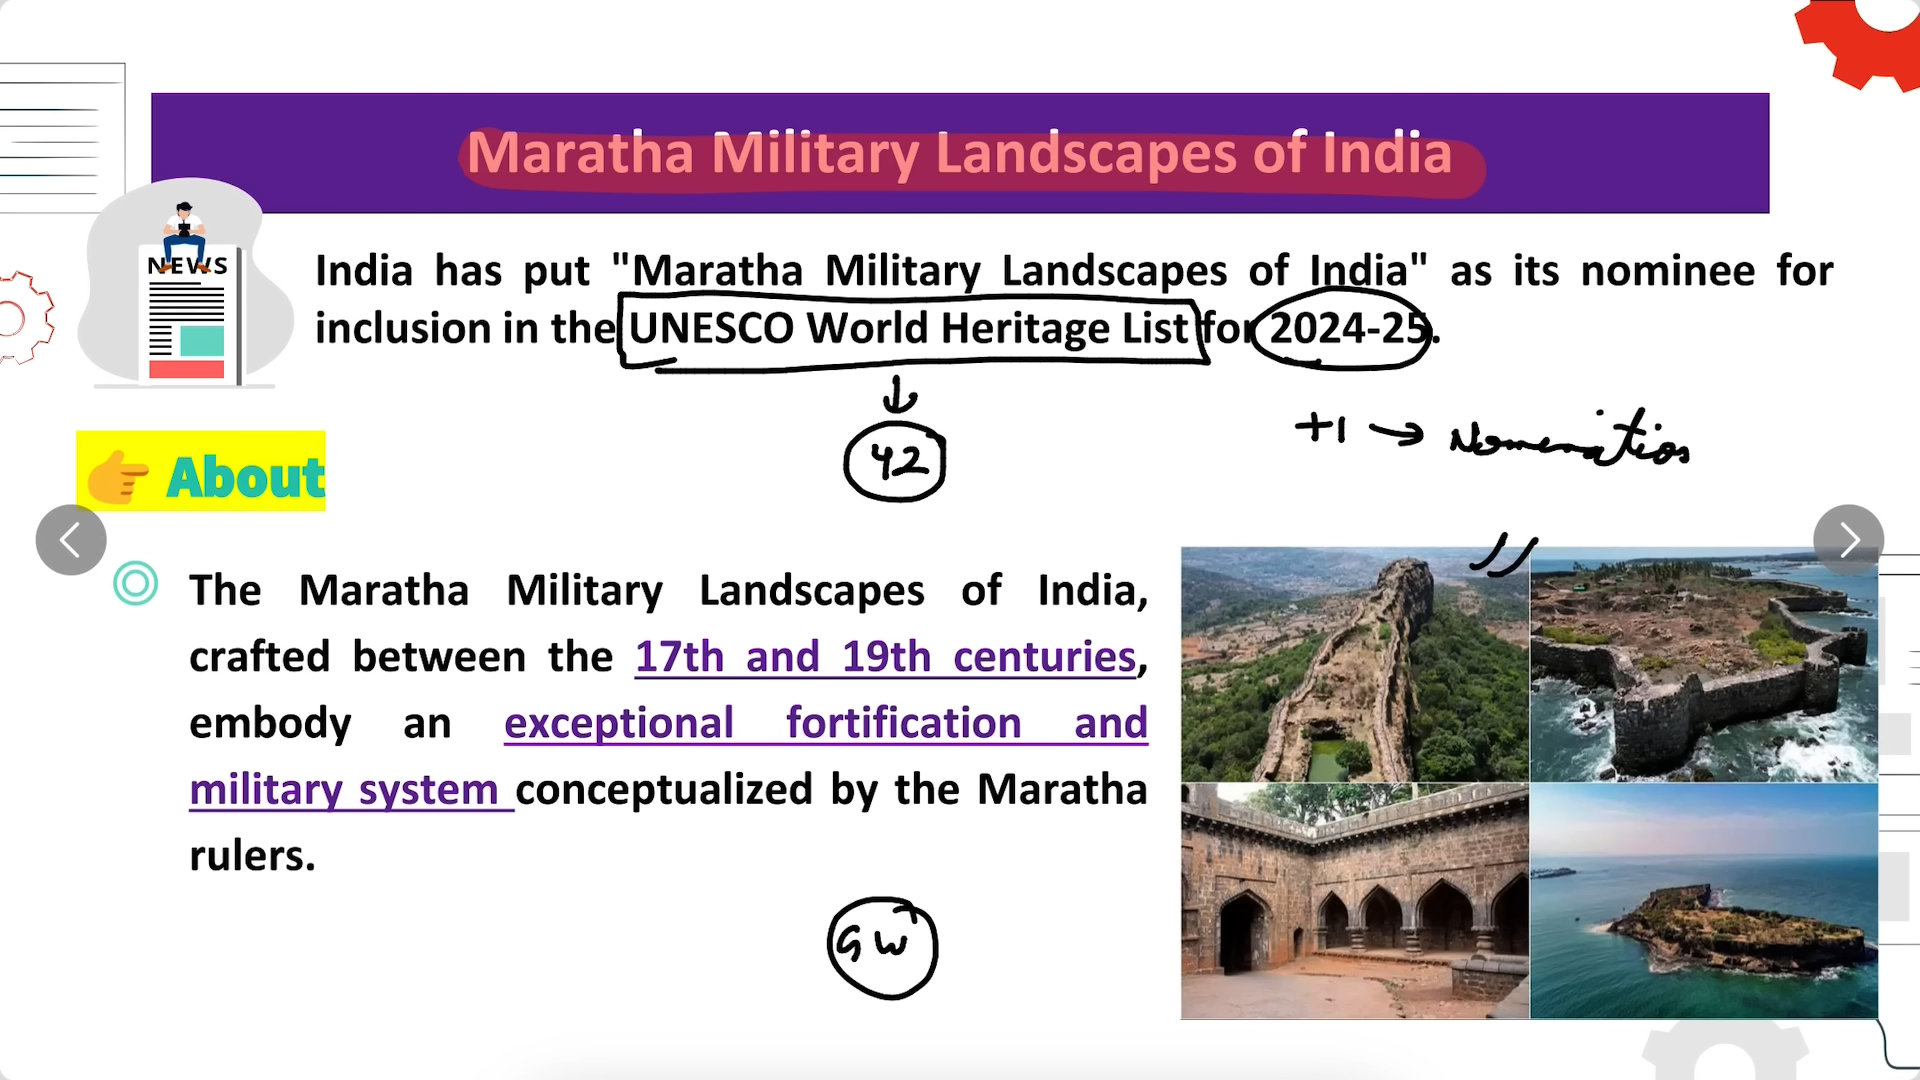 Maratha Military Landscapes of India
NEWS
India has put "Maratha Military Landscapes of India" as its nominee for
inclusion in the UNESCO World Heritage List for 2024-25.
42
+1 → Nomination
About
The Maratha Military Landscapes of India,
crafted between the 17th and 19th centuries,
embody an exceptional fortification and
military system conceptualized by the Maratha
rulers.
GW